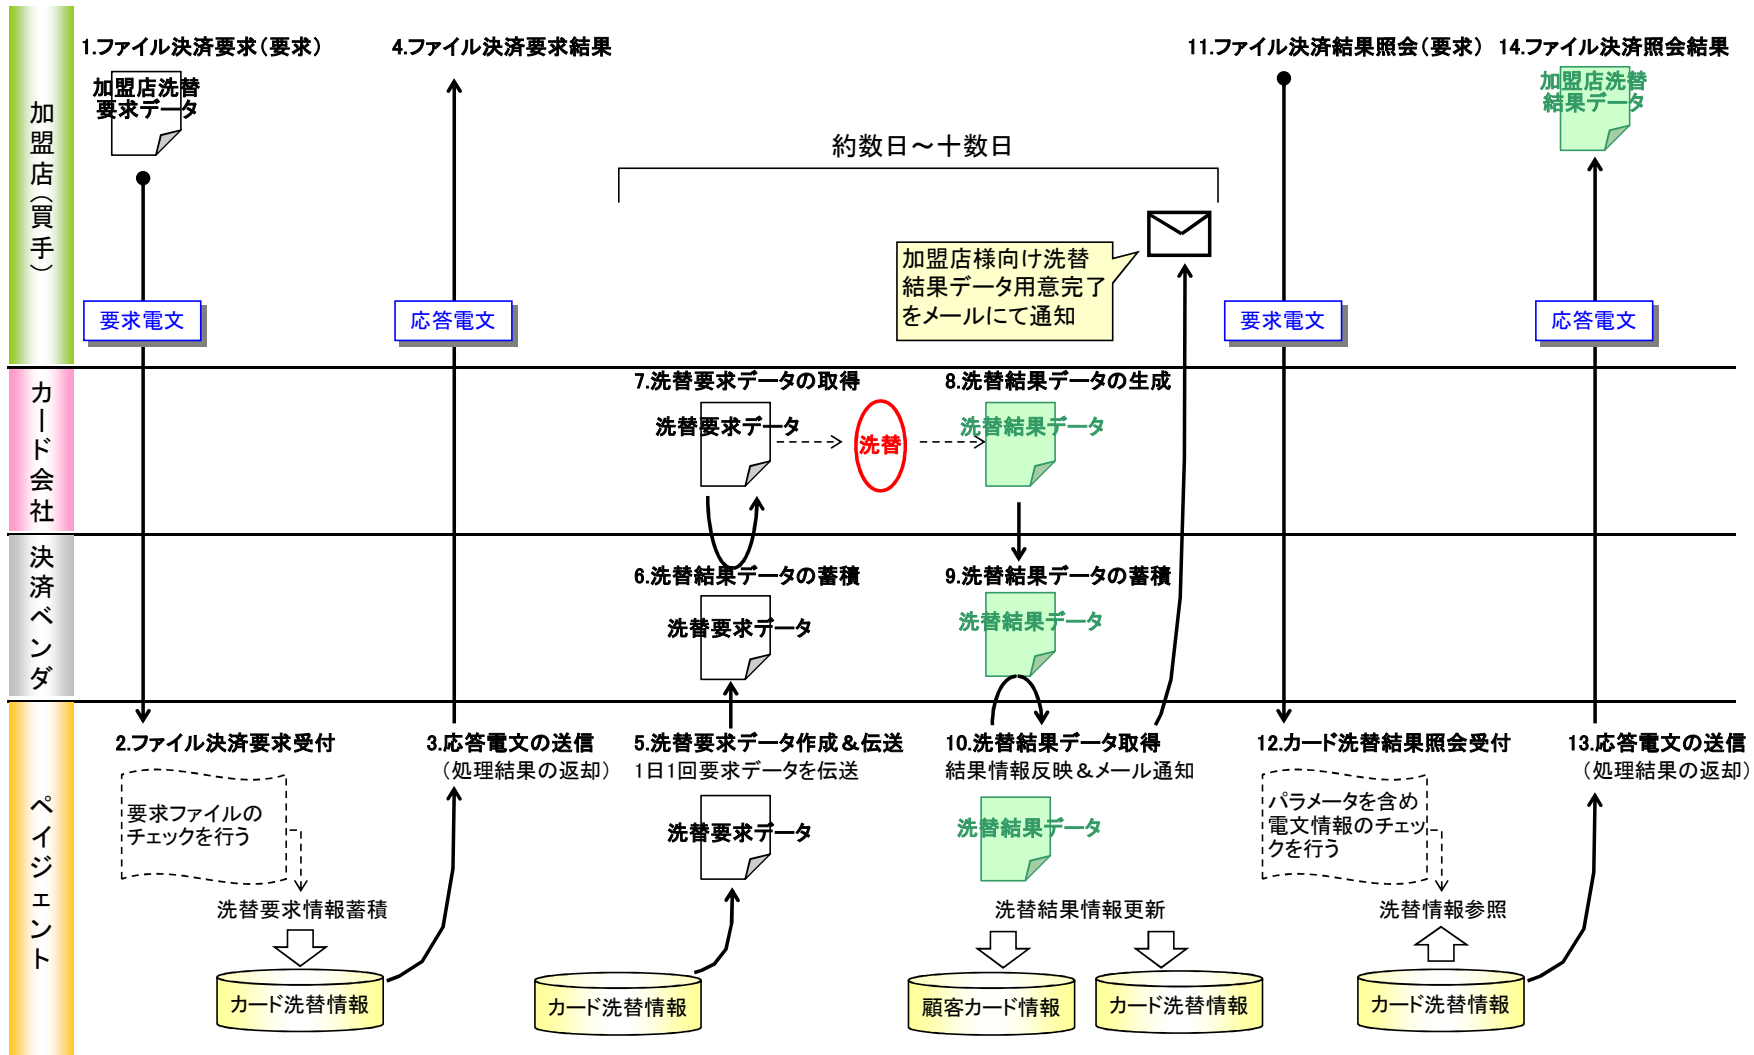 加盟店（買手）
1.ファイル決済要求（要求）
加盟店洗替
要求データ
4.ファイル決済要求結果
約数日～十数日
11.ファイル決済結果照会（要求）
14.ファイル決済照会結果
加盟店洗替
結果データ
加盟店様向け洗替
結果データ用意完了
をメールにて通知
要求電文
応答電文
要求電文
応答電文
カード会社
7.洗替要求データの取得
洗替要求データ
洗替
8.洗替結果データの生成
洗替結果データ
決済ベンダ
6.洗替結果データの蓄積
洗替要求データ
9.洗替結果データの蓄積
洗替結果データ
ペイジェント
2.ファイル決済要求受付
要求ファイルの
チェックを行う
洗替要求情報蓄積
カード洗替情報
3.応答電文の送信
（処理結果の返却）
5.洗替要求データ作成＆伝送
1日1回要求データを伝送
洗替要求データ
カード洗替情報
10.洗替結果データ取得
結果情報反映＆メール通知
洗替結果データ
洗替結果情報更新
顧客カード情報
カード洗替情報
12.カード洗替結果照会受付
パラメータを含め
電文情報のチェッ
クを行う
洗替情報参照
カード洗替情報
13.応答電文の送信
（処理結果の返却）